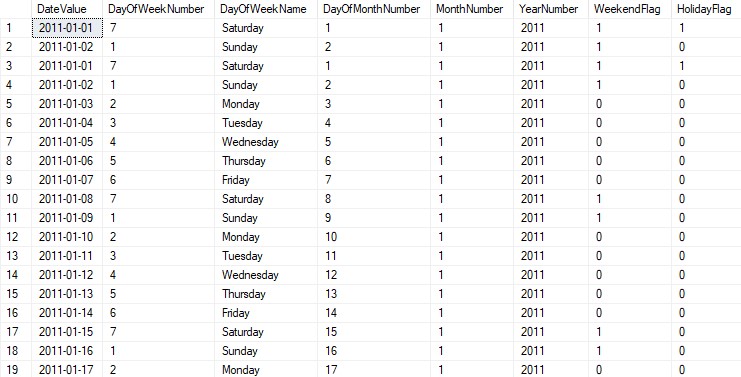 DateValue DayOfWeekNumber DayOfWeekName DayOfMonthNumber MonthNumber YearNumber WeekendFlag HolidayFlag
1 2011-01-01 7 Saturday 1 1 2011 1 1
2 2011-01-02 1 Sunday 2 1 2011 1 0
3 2011-01-01 7 Saturday 1 1 2011 1 1
4 2011-01-02 1 Sunday 2 1 2011 1 0
5 2011-01-03 2 Monday 3 1 2011 0 0
6 2011-01-04 3 Tuesday 4 1 2011 0 0
7 2011-01-05 4 Wednesday 5 1 2011 0 0
8 2011-01-06 5 Thursday 6 1 2011 0 0
9 2011-01-07 6 Friday 7 1 2011 0 0
10 2011-01-08 7 Saturday 8 1 2011 1 0
11 2011-01-09 1 Sunday 9 1 2011 1 0
12 2011-01-10 2 Monday 10 1 2011 0 0
13 2011-01-11 3 Tuesday 11 1 2011 0 0
14 2011-01-12 4 Wednesday 12 1 2011 0 0
15 2011-01-13 5 Thursday 13 1 2011 0 0
16 2011-01-14 6 Friday 14 1 2011 0 0
17 2011-01-15 7 Saturday 15 1 2011 1 0
18 2011-01-16 1 Sunday 16 1 2011 1 0
19 2011-01-17 2 Monday 17 1 2011 0 0